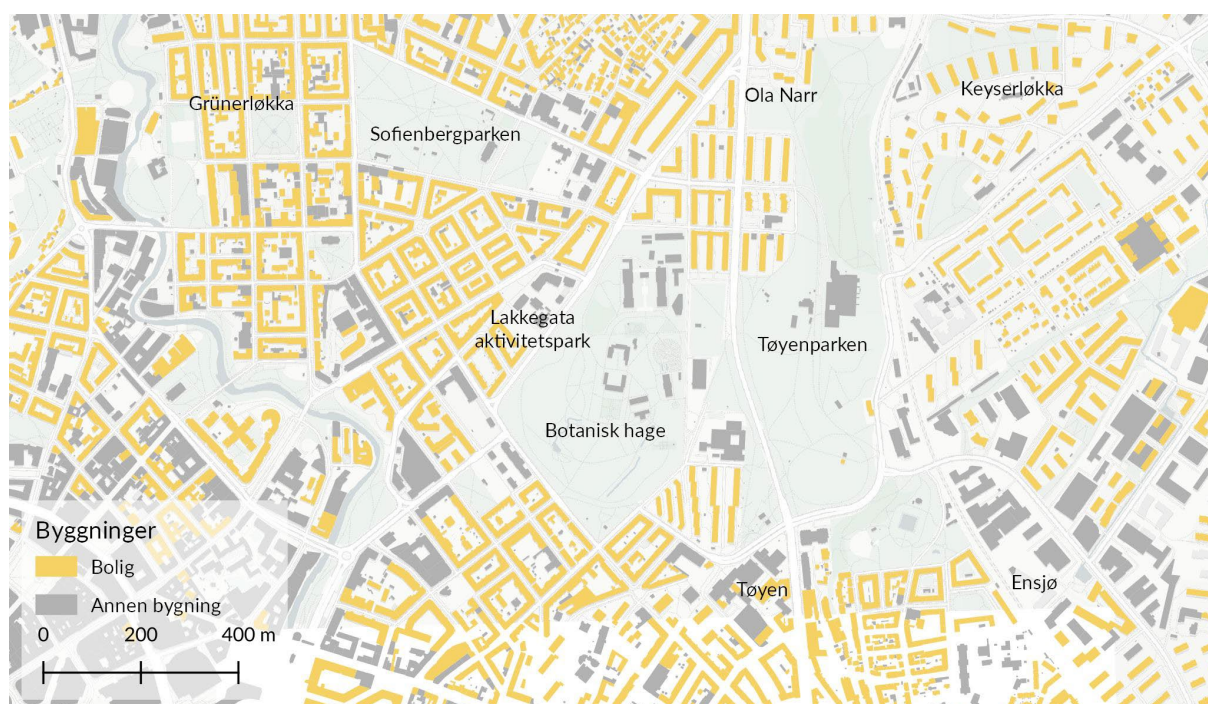 Ola Narr
Keyserløkka
Grünerløkka
Sofienbergparken
Lakkegata
aktivitetspark
Tøyenparken
Botanisk hage
Byggninger
Bolig
Annen bygning
Tøyen
Ensjø
0 200 400 m